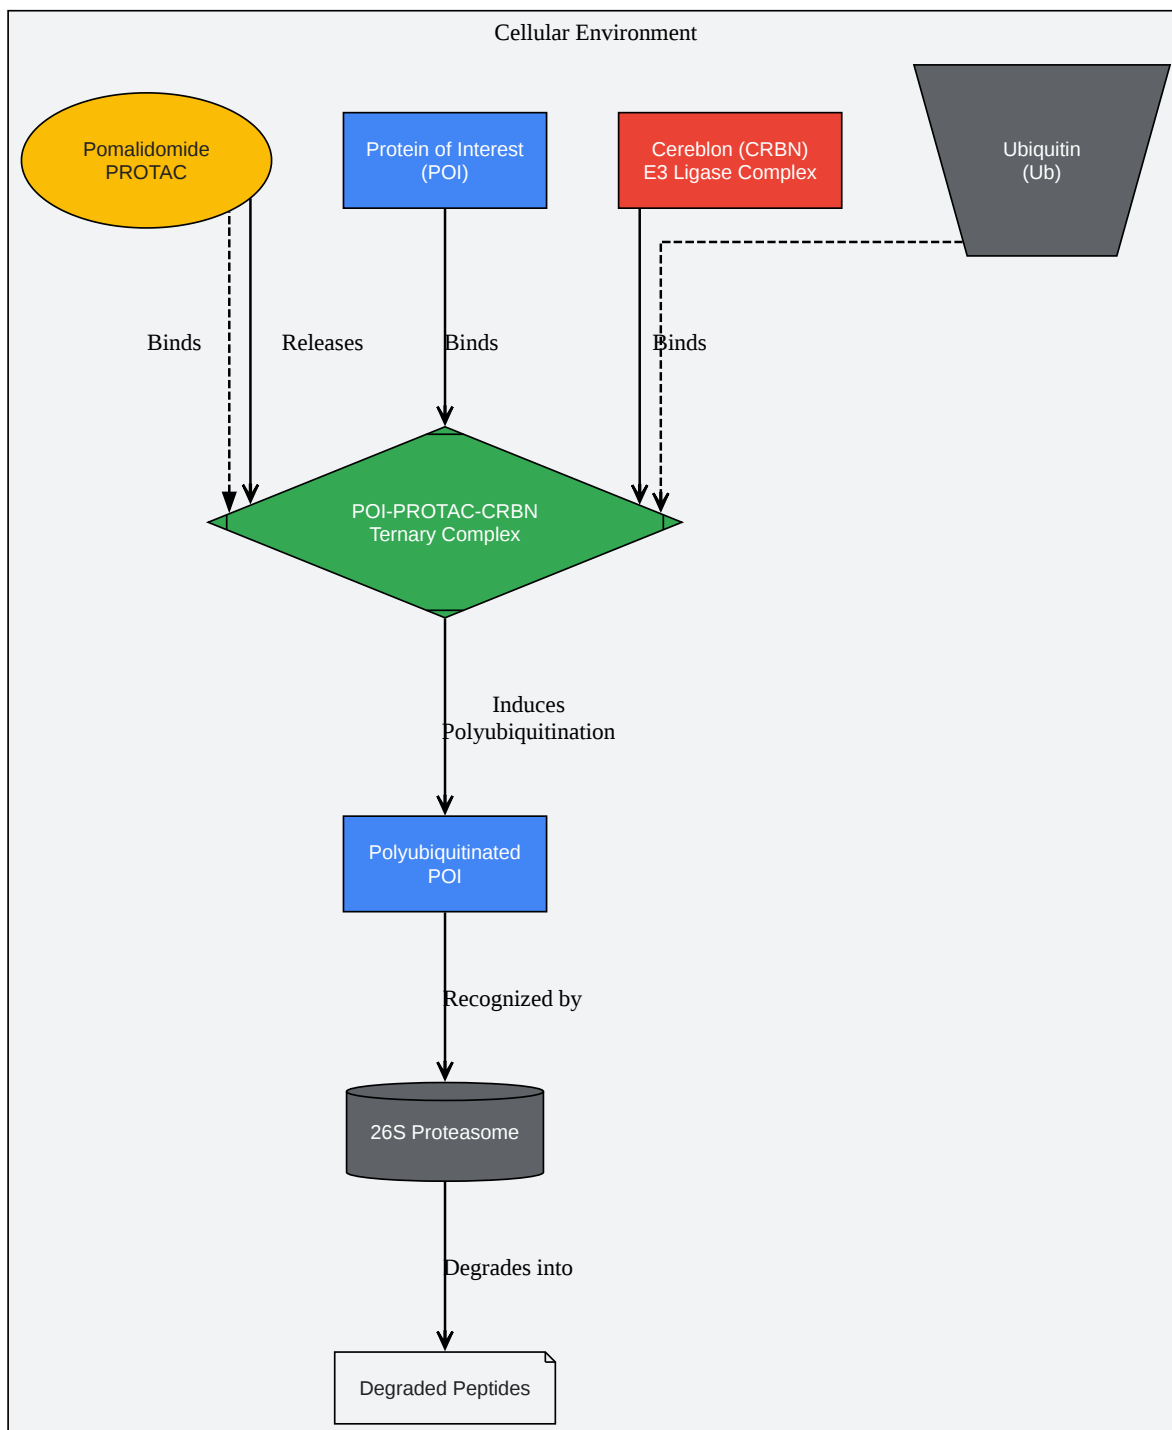 Cellular Environment
Pomalidomide
PROTAC
Protein of Interest
(POI)
Cereblon (CRBN)
E3 Ligase Complex
Ubiquitin
(Ub)
Binds
Releases
Binds
Binds
POI-PROTAC-CRBN
Ternary Complex
Induces
Polyubiquitination
Polyubiquitinated
POI
Recognized by
26S Proteasome
Degrades into
Degraded Peptides